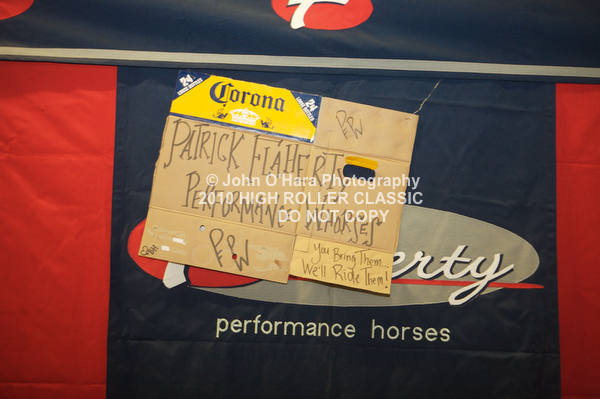 24
Corona
24
PFW
PATRICK FLAHERTY
PERFORMANCE HORSES
PFW
You Bring Them...
We'll Ride Them!
© John O'Hara Photography
2010 HIGH ROLLER CLASSIC
DO NOT COPY
erty
performance horses